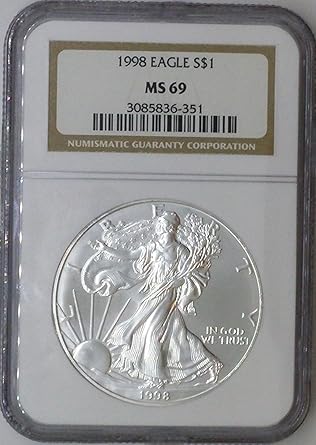 1998 EAGLE S$1
MS 69
3085836-351
NUMISMATIC GUARANTY CORPORATION
LIBERTY
IN GOD
WE TRUST
1998